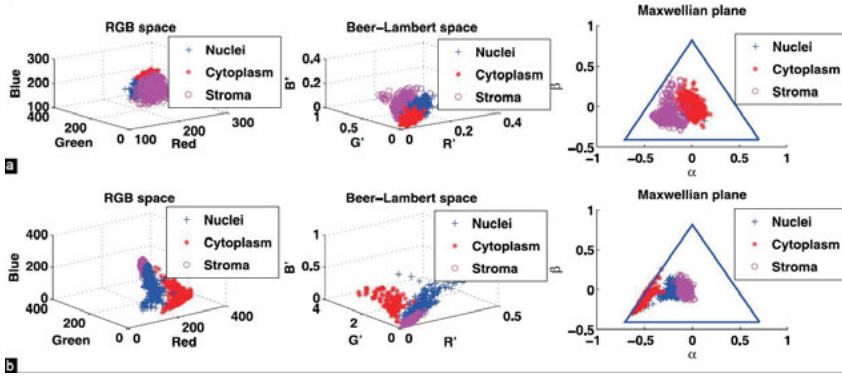 RGB space
Nuclei
Cytoplasm
Stroma
Blue
300
200
100
400
200
0
Green
100
200
300
Red
Beer–Lambert space
Nuclei
Cytoplasm
Stroma
B'
0.4
0.2
0
1
0.5
0
G'
0
0.2
0.4
R'
Maxwellian plane
Nuclei
Cytoplasm
Stroma
β
1
0.5
0
−0.5
−1
−0.5
0
0.5
1
α
a
RGB space
Nuclei
Cytoplasm
Stroma
Blue
400
200
0
400
200
0
Green
0
200
400
Red
Beer–Lambert space
Nuclei
Cytoplasm
Stroma
B'
1
0.5
0
4
2
0
G'
0
0.5
R'
Maxwellian plane
Nuclei
Cytoplasm
Stroma
β
1
0.5
0
−0.5
−1
−0.5
0
0.5
1
α
b